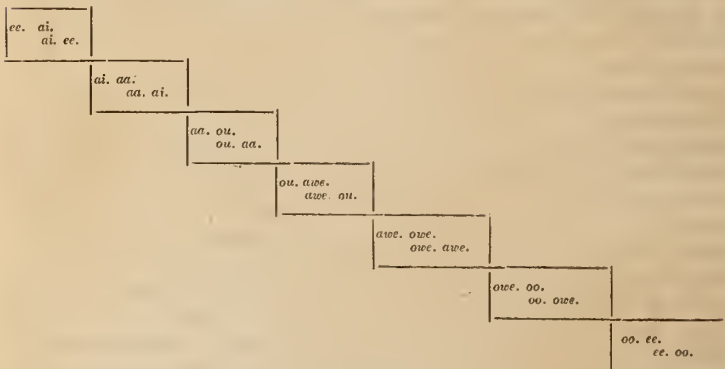 ee. ai.
ai. ee.
ai. aa.
aa. ai.
aa. ou.
ou. aa.
ou. awe.
awe. ou.
awe. owe.
owe. awe.
owe. oo.
oo. owe.
oo. ee.
ee. oo.